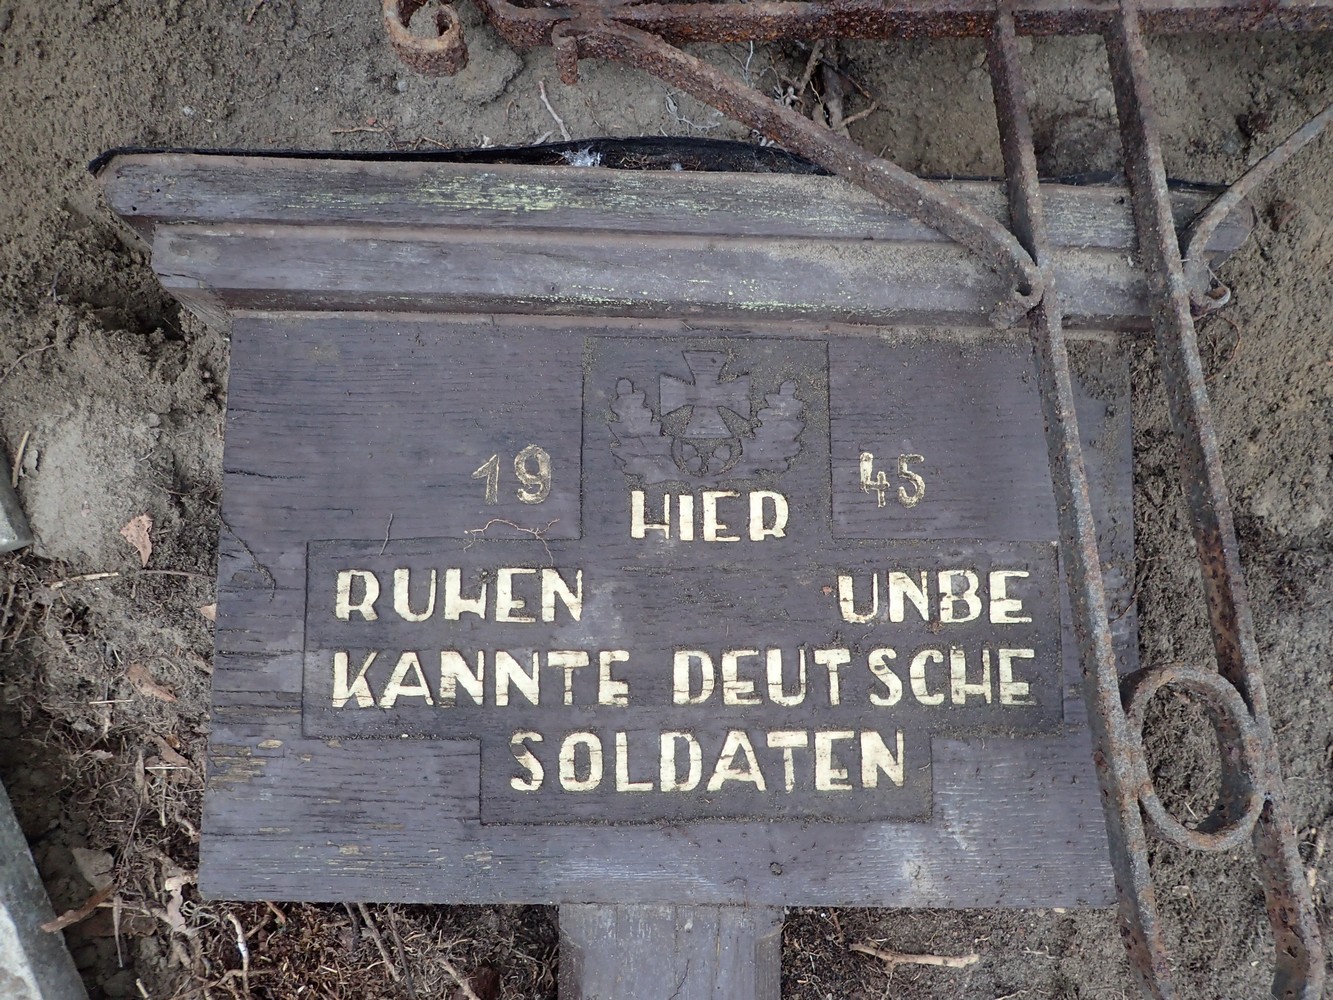 19 45
HIER
RUHEN UNBE
KANNTE DEUTSCHE
SOLDATEN